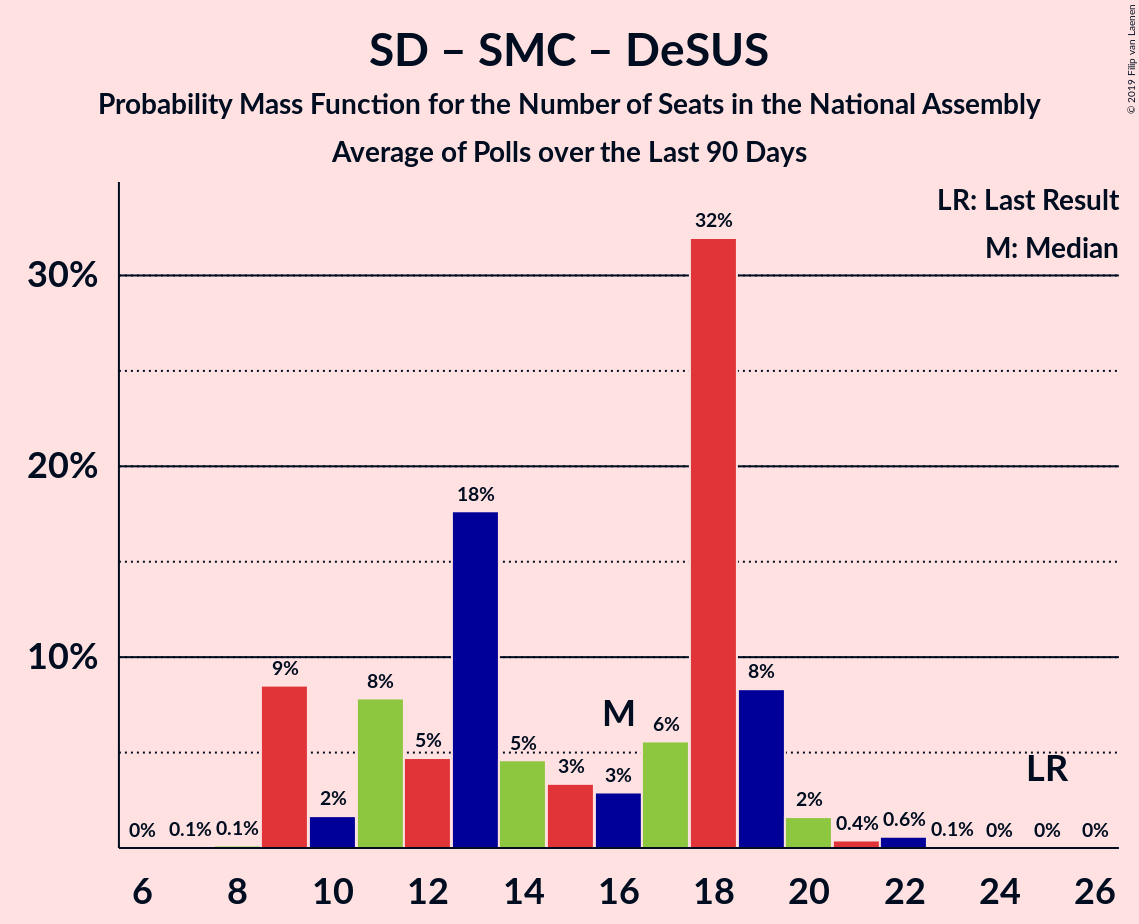 SD – SMC – DeSUS
Probability Mass Function for the Number of Seats in the National Assembly
Average of Polls over the Last 90 Days
© 2019 Filip van Laenen
LR: Last Result
M: Median
30%
20%
10%
0%
0.1%
0.1%
9%
2%
8%
5%
18%
5%
3%
3%
M
6%
32%
8%
2%
0.4%
0.6%
0.1%
0%
0%
LR
0%
6 8 10 12 14 16 18 20 22 24 26